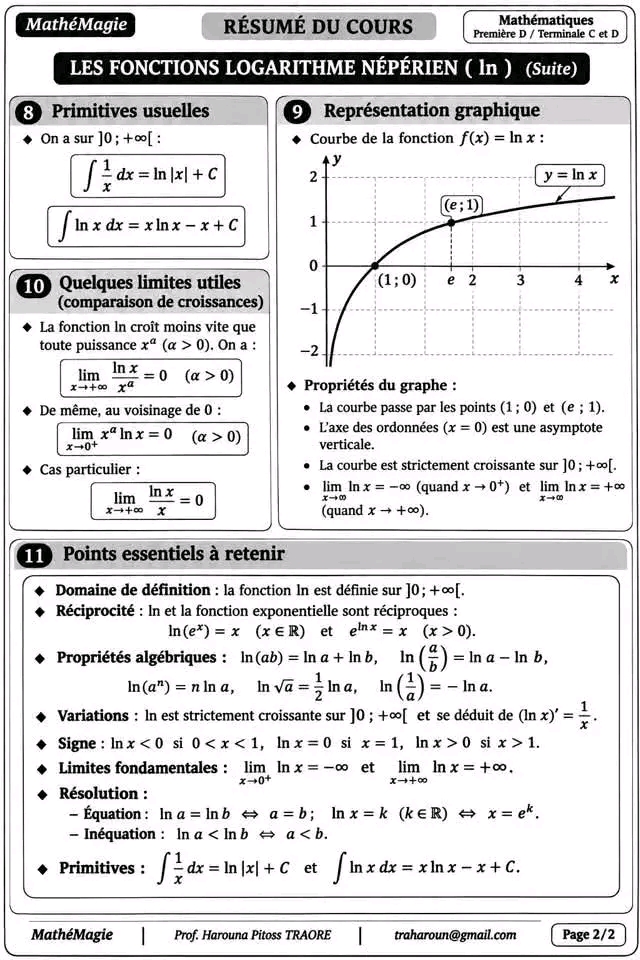 MathéMagie
RÉSUMÉ DU COURS
Mathématiques
Première D / Terminale C et D
LES FONCTIONS LOGARITHME NÉPÉRIEN ( ln ) (Suite)
8 Primitives usuelles
◆ On a sur ]0 ; +∞[ :
∫ 1/x dx = ln |x| + C
∫ ln x dx = x ln x − x + C
10 Quelques limites utiles
(comparaison de croissances)
◆ La fonction ln croît moins vite que
toute puissance xᵅ (α > 0). On a :
lim x→+∞ ln x / xᵅ = 0 (α > 0)
◆ De même, au voisinage de 0 :
lim x→0⁺ xᵅ ln x = 0 (α > 0)
◆ Cas particulier :
lim x→+∞ ln x / x = 0
9 Représentation graphique
◆ Courbe de la fonction f(x) = ln x :
y
2
y = ln x
(e ; 1)
1
0
(1 ; 0)
e
2
3
4
x
−1
−2
◆ Propriétés du graphe :
• La courbe passe par les points (1 ; 0) et (e ; 1).
• L'axe des ordonnées (x = 0) est une asymptote
verticale.
• La courbe est strictement croissante sur ]0 ; +∞[.
• lim x→∞ ln x = −∞ (quand x → 0⁺) et lim x→∞ ln x = +∞
(quand x → +∞).
11 Points essentiels à retenir
◆ Domaine de définition : la fonction ln est définie sur ]0 ; +∞[.
◆ Réciprocité : ln et la fonction exponentielle sont réciproques :
ln(eˣ) = x (x ∈ ℝ) et e^(ln x) = x (x > 0).
◆ Propriétés algébriques : ln(ab) = ln a + ln b, ln(a/b) = ln a − ln b,
ln(aⁿ) = n ln a, ln √a = 1/2 ln a, ln(1/a) = − ln a.
◆ Variations : ln est strictement croissante sur ]0 ; +∞[ et se déduit de (ln x)′ = 1/x.
◆ Signe : ln x < 0 si 0 < x < 1, ln x = 0 si x = 1, ln x > 0 si x > 1.
◆ Limites fondamentales : lim x→0⁺ ln x = −∞ et lim x→+∞ ln x = +∞.
◆ Résolution :
– Équation : ln a = ln b ⇔ a = b ; ln x = k (k ∈ ℝ) ⇔ x = eᵏ.
– Inéquation : ln a < ln b ⇔ a < b.
◆ Primitives : ∫ 1/x dx = ln |x| + C et ∫ ln x dx = x ln x − x + C.
MathéMagie | Prof. Harouna Pitoss TRAORE | traharoun@gmail.com Page 2/2